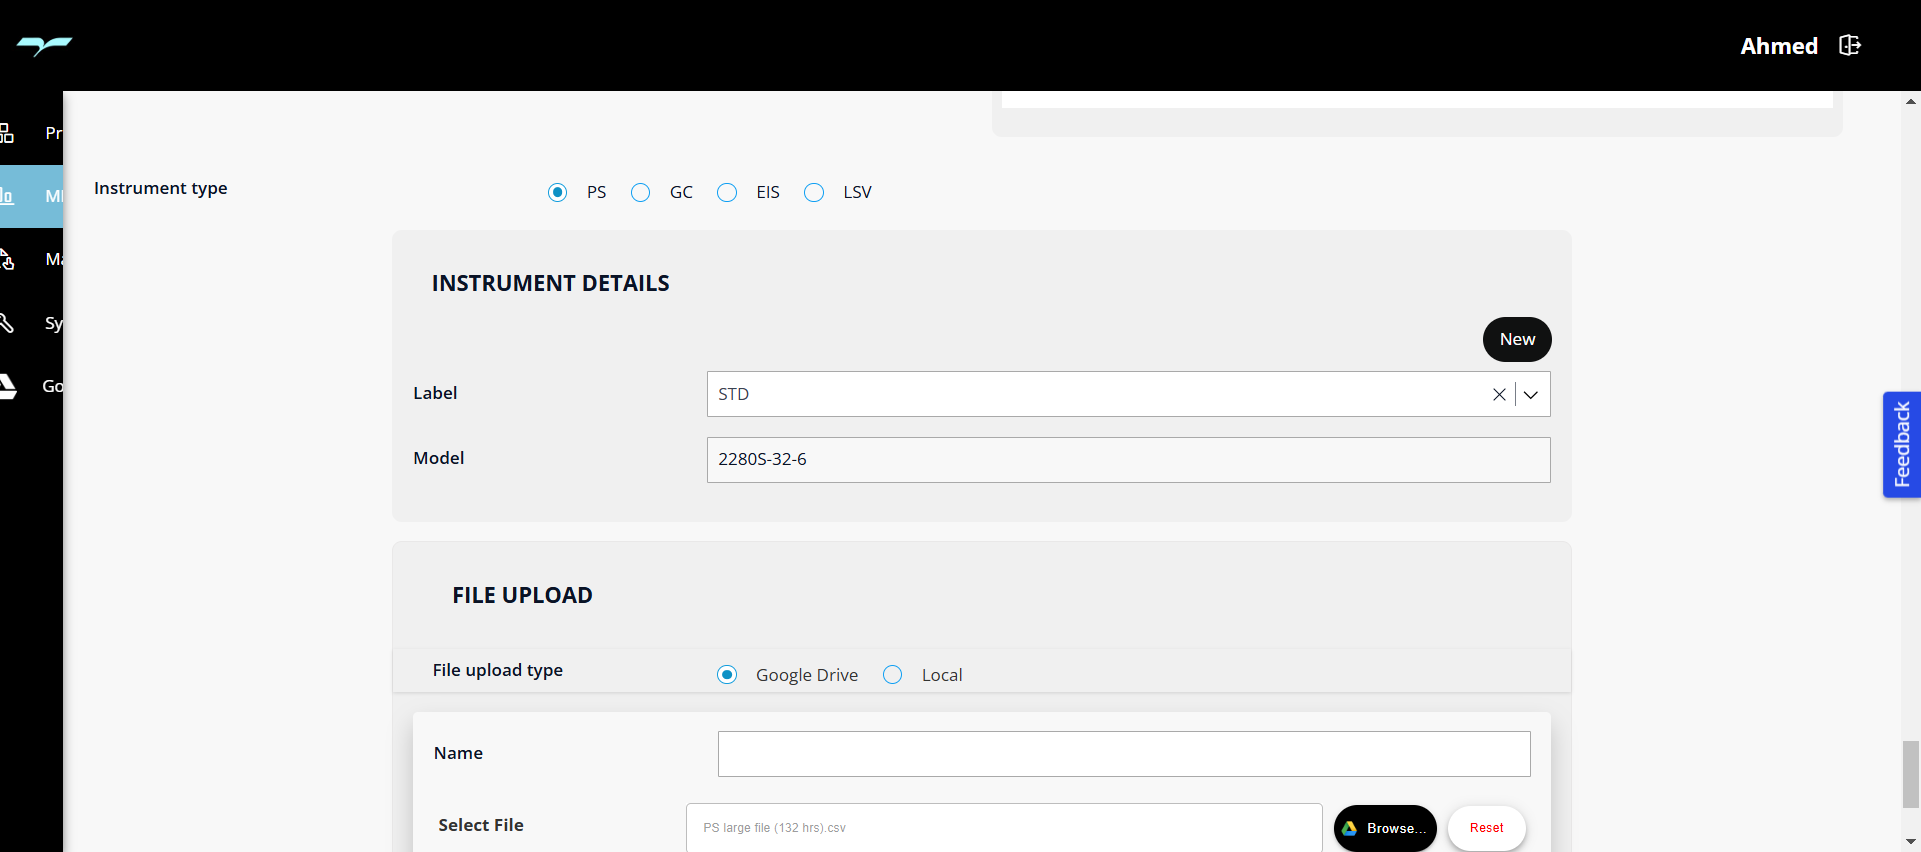 Ahmed
Pr
Instrument type
PS
GC
EIS
LSV
Ma
INSTRUMENT DETAILS
Sy
New
Go
Label
STD
Model
2280S-32-6
Feedback
FILE UPLOAD
File upload type
Google Drive
Local
Name
Select File
PS large file (132 hrs).csv
Browse...
Reset